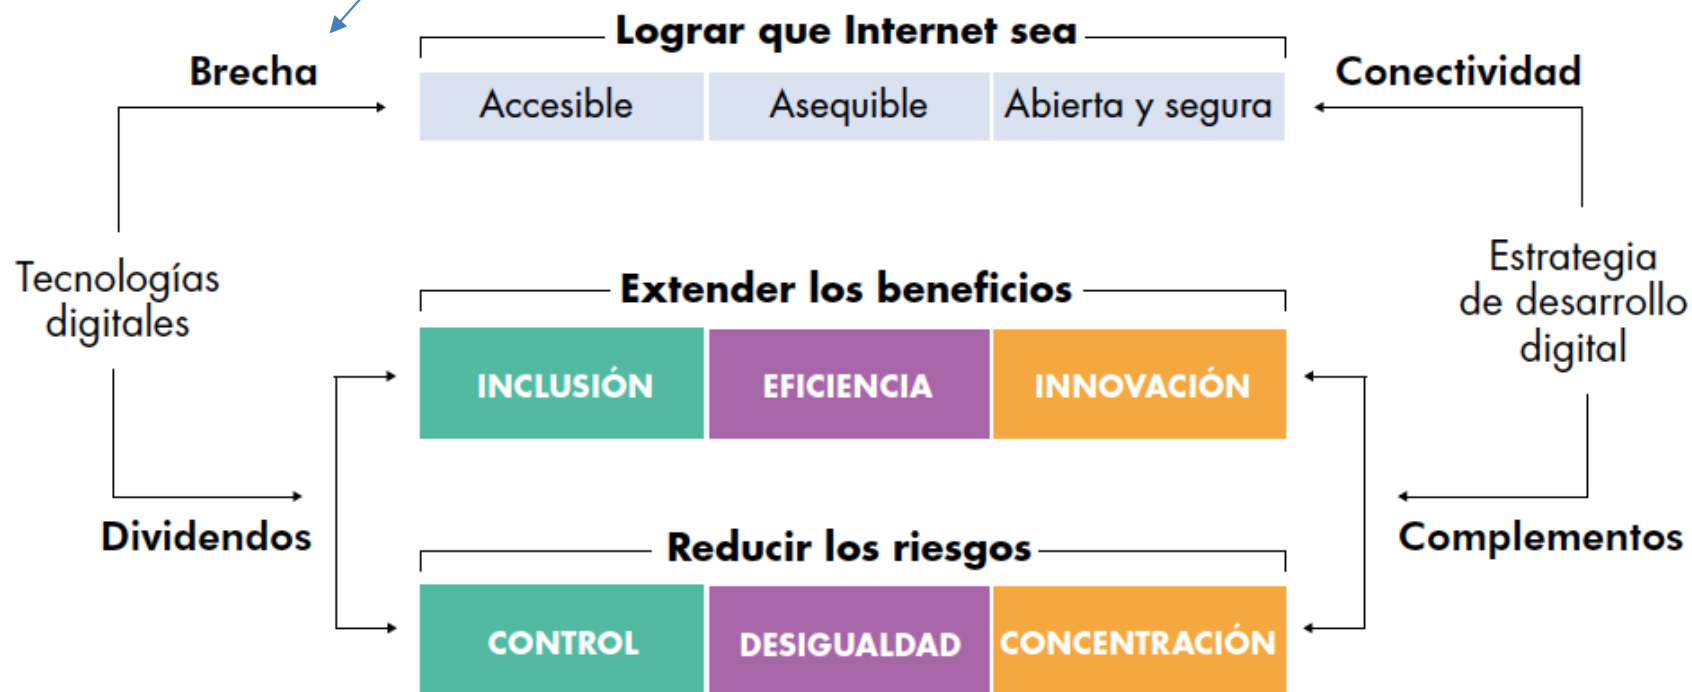 Lograr que Internet sea
Brecha
Conectividad
Accesible
Asequible
Abierta y segura
Tecnologías
digitales
Estrategia
de desarrollo
digital
Extender los beneficios
INCLUSIÓN
EFICIENCIA
INNOVACIÓN
Dividendos
Complementos
Reducir los riesgos
CONTROL
DESIGUALDAD
CONCENTRACIÓN